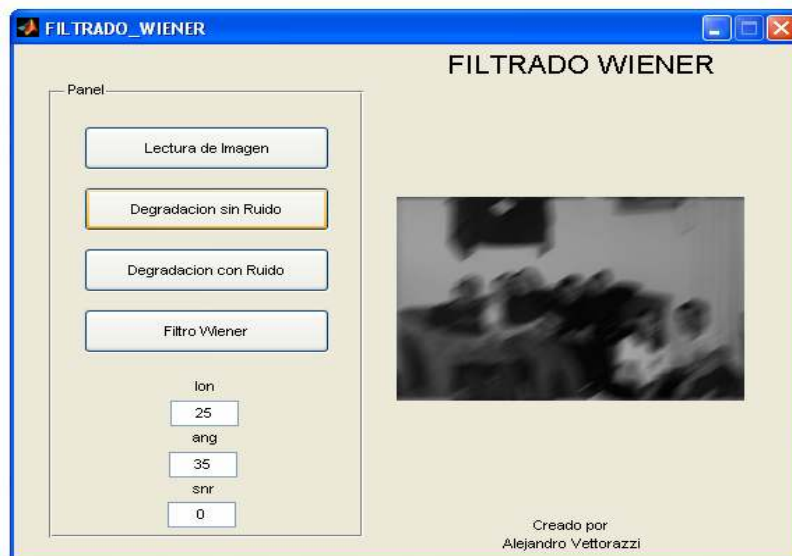 FILTRADO_WIENER
FILTRADO WIENER
Panel
Lectura de Imagen
Degradacion sin Ruido
Degradacion con Ruido
Filtro Wiener
lon
25
ang
35
snr
0
Creado por
Alejandro Vettorazzi